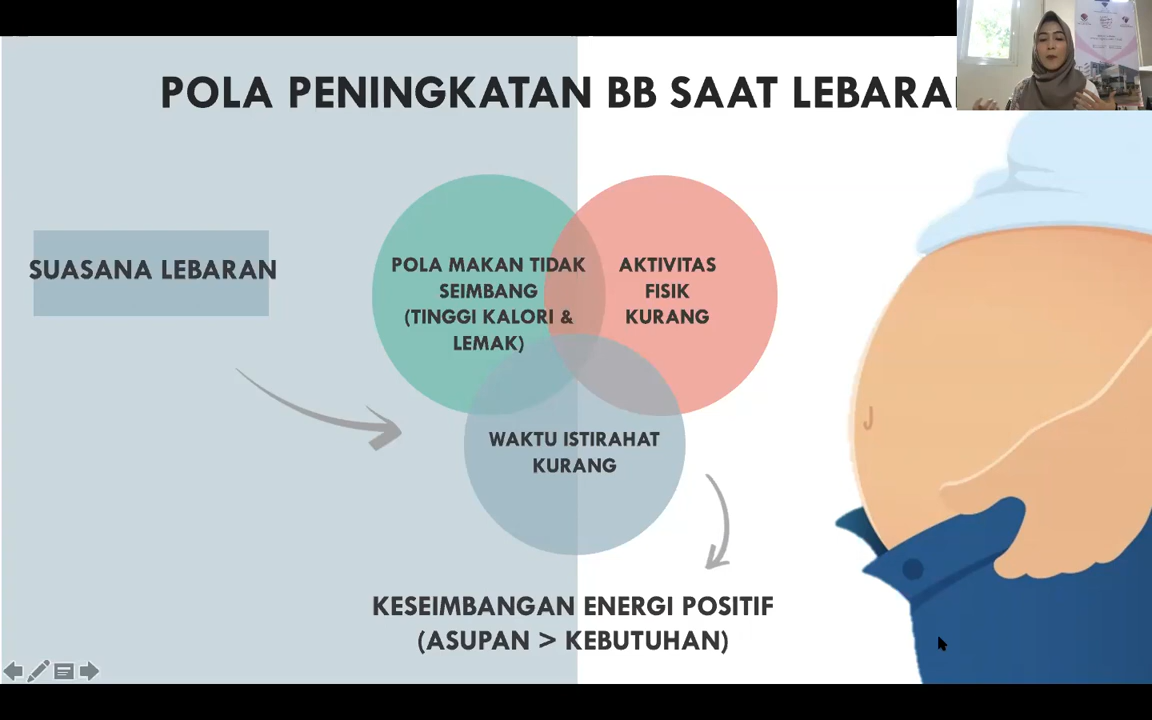 POLA PENINGKATAN BB SAAT LEBARA
SUASANA LEBARAN
POLA MAKAN TIDAK
SEIMBANG
(TINGGI KALORI &
LEMAK)
AKTIVITAS
FISIK
KURANG
WAKTU ISTIRAHAT
KURANG
KESEIMBANGAN ENERGI POSITIF
(ASUPAN > KEBUTUHAN)